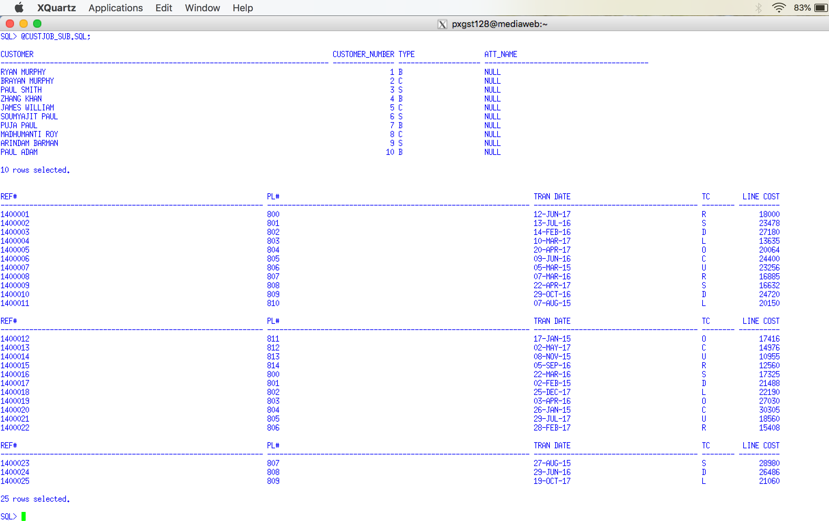 XQuartz Applications Edit Window Help 83%
X pxgst128@mediaweb:~
SQL> @CUSTJOB_SUB.SQL;
CUSTOMER CUSTOMER_NUMBER TYPE ATT_NAME
RYAN MURPHY 1 B NULL
BRAYAN MURPHY 2 C NULL
PAUL SMITH 3 S NULL
ZHANG KHAN 4 B NULL
JAMES WILLIAM 5 C NULL
SOUMYAJIT PAUL 6 S NULL
PUJA PAUL 7 B NULL
MADHUMANTI ROY 8 C NULL
ARINDAM BARMAN 9 S NULL
PAUL ADAM 10 B NULL
10 rows selected.
REF# PL# TRAN DATE TC LINE COST
1400001 800 12-JUN-17 R 18000
1400002 801 13-JUL-16 S 23478
1400003 802 14-FEB-16 D 27180
1400004 803 10-MAR-17 L 13635
1400005 804 20-APR-17 O 20064
1400006 805 09-JUN-16 C 24400
1400007 806 05-MAR-15 U 23256
1400008 807 07-MAR-16 R 16885
1400009 808 22-APR-17 S 16632
1400010 809 29-OCT-16 D 24720
1400011 810 07-AUG-15 L 20150
REF# PL# TRAN DATE TC LINE COST
1400012 811 17-JAN-15 O 17416
1400013 812 02-MAY-17 C 14976
1400014 813 08-NOV-15 U 10955
1400015 814 05-SEP-16 R 12560
1400016 800 22-MAR-16 S 17325
1400017 801 02-FEB-15 D 21488
1400018 802 25-DEC-17 L 22190
1400019 803 03-APR-16 O 27030
1400020 804 26-JAN-15 C 30305
1400021 805 29-JUL-17 U 18560
1400022 806 28-FEB-17 R 15408
REF# PL# TRAN DATE TC LINE COST
1400023 807 27-AUG-15 S 28980
1400024 808 29-JUN-16 D 26486
1400025 809 19-OCT-17 L 21060
25 rows selected.
SQL>